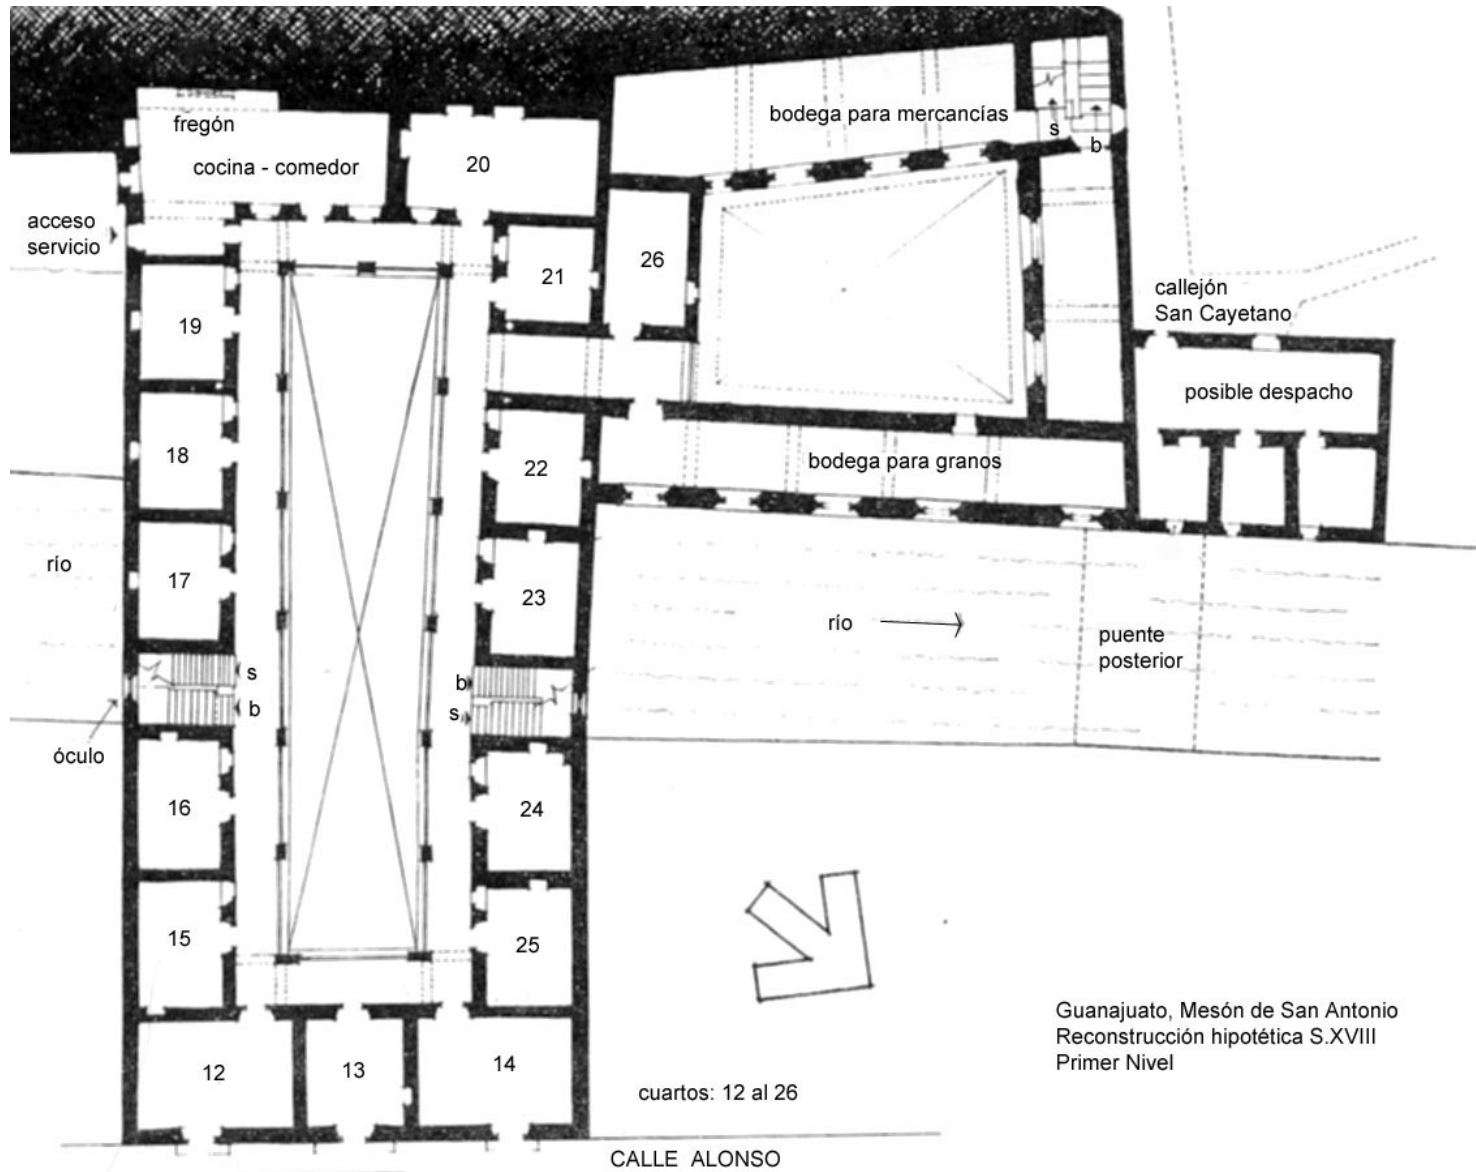 bodega para mercancías
s
b
fregón
cocina - comedor
20
acceso
servicio
21
26
callejón
San Cayetano
19
posible despacho
18
22
bodega para granos
río
17
23
río
puente
posterior
s
b
b
s
óculo
16
24
15
25
Guanajuato, Mesón de San Antonio
Reconstrucción hipotética S.XVIII
Primer Nivel
12
13
14
cuartos: 12 al 26
CALLE ALONSO